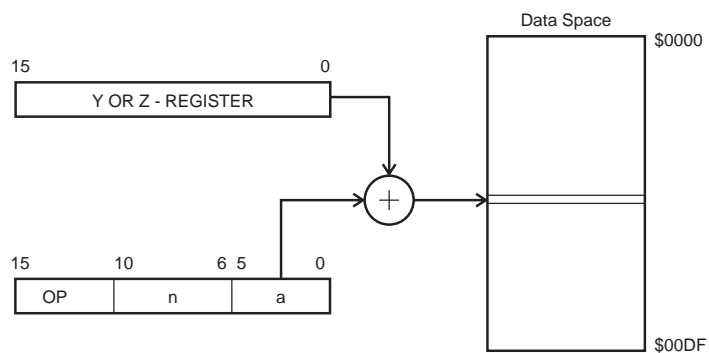 Data Space
$0000
15 0
Y OR Z - REGISTER
+
15 10 6 5 0
OP n a
$00DF